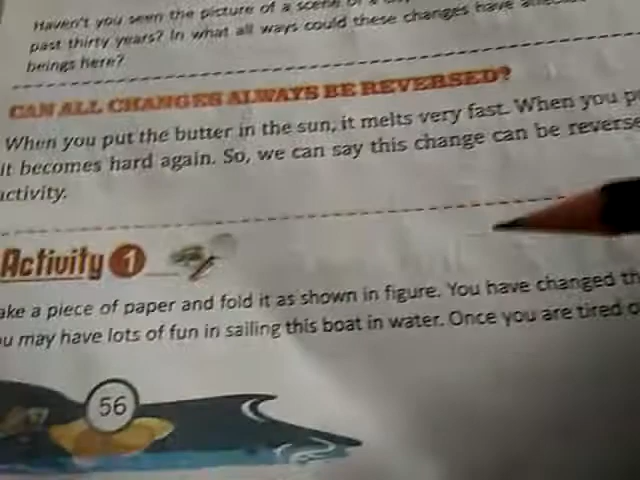 Haven't you seen the picture of a scene of a
past thirty years? In what all ways could these changes have
beings here?
CAN ALL CHANGES ALWAYS BE REVERSED?
When you put the butter in the sun, it melts very fast. When you
it becomes hard again. So, we can say this change can be
activity.
Activity 1
a piece of paper and fold it as shown in figure. You have changed
may have lots of fun in sailing this boat in water. Once you are tired
56